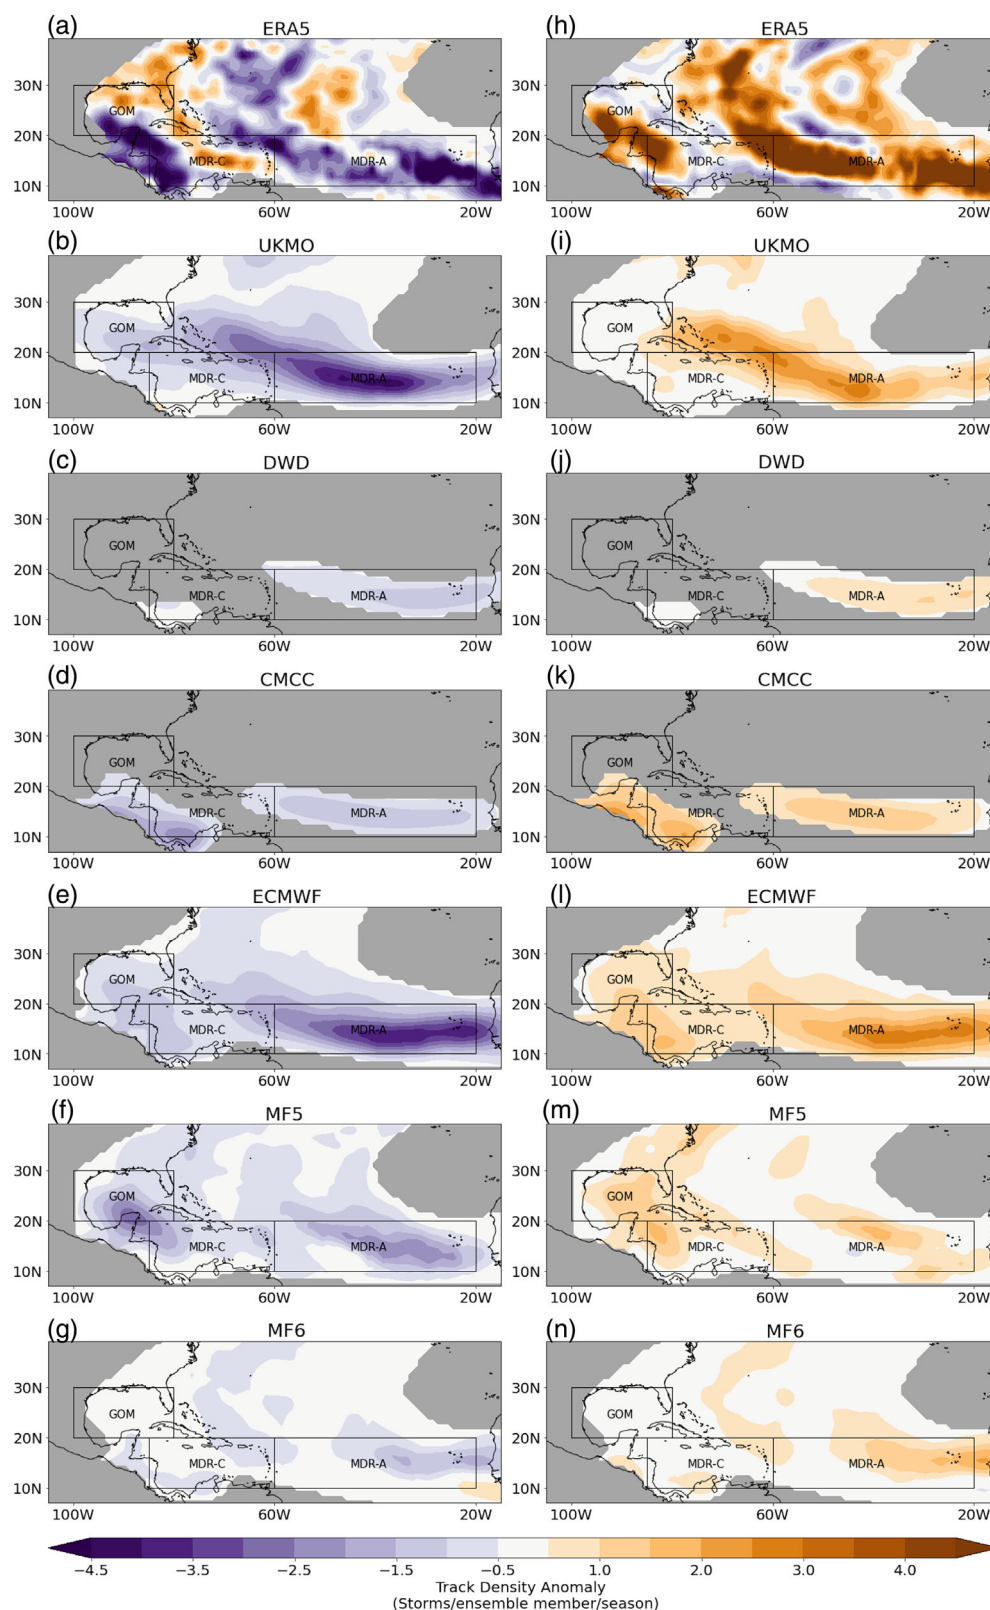 (a) ERA5 (h) ERA5
30N GOM 30N GOM
20N 20N
MDR-C MDR-A MDR-C MDR-A
10N 10N
100W 60W 20W 100W 60W 20W
(b) UKMO (i) UKMO
30N 30N
GOM GOM
20N 20N
MDR-C MDR-A MDR-C MDR-A
10N 10N
100W 60W 20W 100W 60W 20W
(c) DWD (j) DWD
30N 30N
GOM GOM
20N 20N
MDR-C MDR-A MDR-C MDR-A
10N 10N
100W 60W 20W 100W 60W 20W
(d) CMCC (k) CMCC
30N 30N
GOM GOM
20N 20N
MDR-C MDR-A MDR-C MDR-A
10N 10N
100W 60W 20W 100W 60W 20W
(e) ECMWF (l) ECMWF
30N 30N
GOM GOM
20N 20N
MDR-C MDR-A MDR-C MDR-A
10N 10N
100W 60W 20W 100W 60W 20W
(f) MF5 (m) MF5
30N 30N
GOM GOM
20N 20N
MDR-C MDR-A MDR-C MDR-A
10N 10N
100W 60W 20W 100W 60W 20W
(g) MF6 (n) MF6
30N 30N
GOM GOM
20N 20N
MDR-C MDR-A MDR-C MDR-A
10N 10N
100W 60W 20W 100W 60W 20W
−4.5 −3.5 −2.5 −1.5 −0.5 1.0 2.0 3.0 4.0
Track Density Anomaly
(Storms/ensemble member/season)